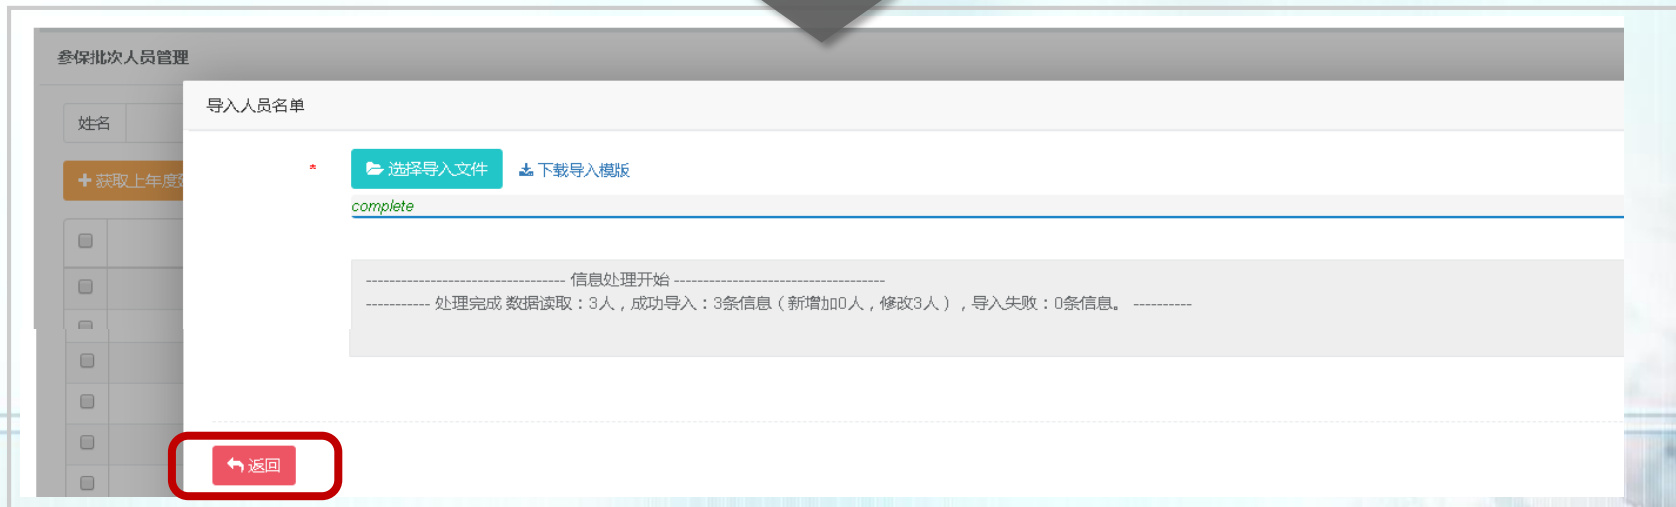 参保批次人员管理
导入人员名单
姓名
* 选择导入文件 下载导入模版
+获取上年度
complete
---------------------------------- 信息处理开始 ------------------------------------
----------- 处理完成 数据读取：3人，成功导入：3条信息（新增加0人，修改3人），导入失败：0条信息。 ----------
返回